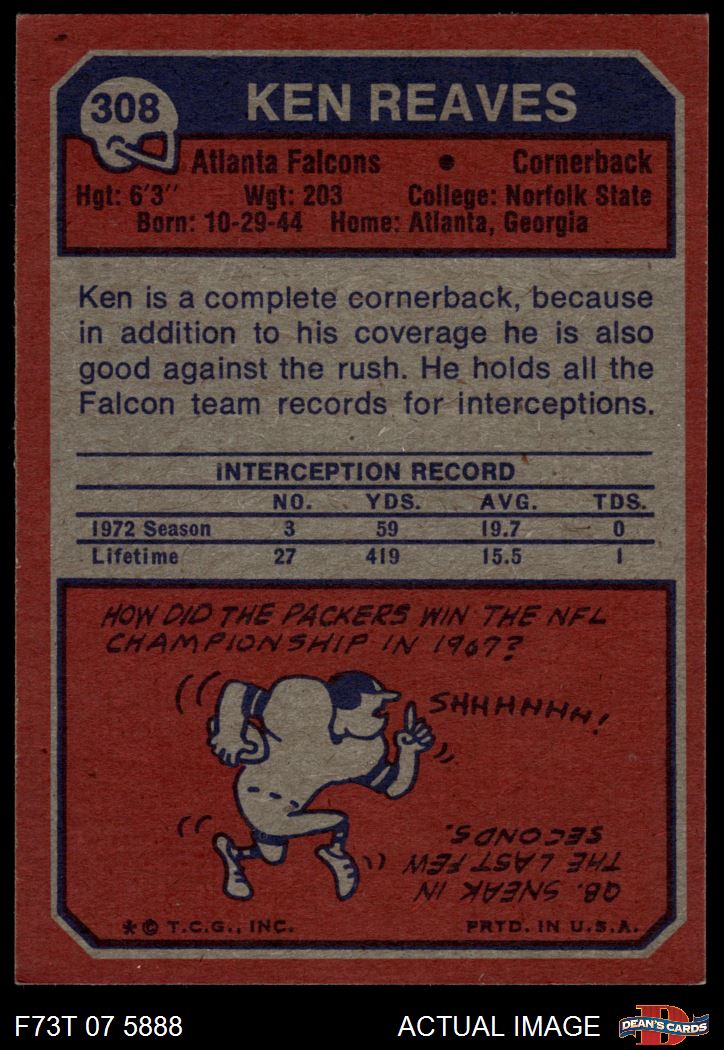 308
KEN REAVES
Atlanta Falcons • Cornerback
Hgt: 6'3" Wgt: 203 College: Norfolk State
Born: 10-29-44 Home: Atlanta, Georgia
Ken is a complete cornerback, because
in addition to his coverage he is also
good against the rush. He holds all the
Falcon team records for interceptions.
INTERCEPTION RECORD
NO. YDS. AVG. TDS.
1972 Season 3 59 19.7 0
Lifetime 27 419 15.5 1
HOW DID THE PACKERS WIN THE NFL
CHAMPIONSHIP IN 1967?
SHHHHHH!
QB. SNEAK IN
THE LAST FEW
SECONDS.
*© T.C.G., INC. PRTD. IN U.S.A.
F73T 07 5888 ACTUAL IMAGE
D
DEAN'S CARDS